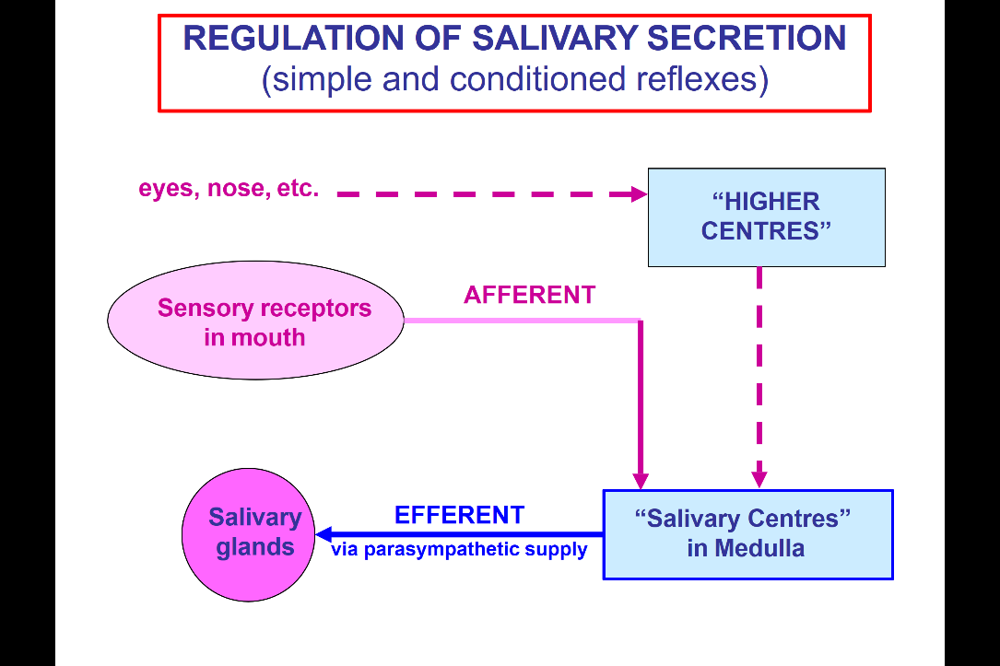 REGULATION OF SALIVARY SECRETION
(simple and conditioned reflexes)
eyes, nose, etc.
“HIGHER
CENTRES”
Sensory receptors
in mouth
AFFERENT
Salivary
glands
EFFERENT
via parasympathetic supply
“Salivary Centres”
in Medulla